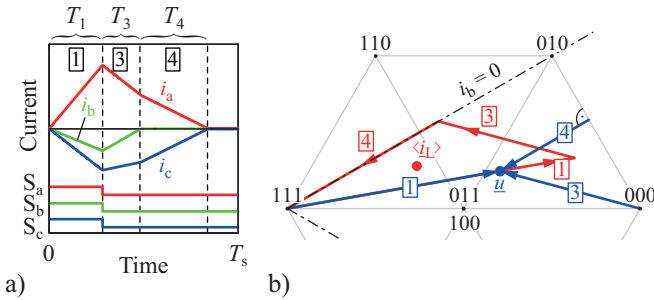 T1 T3 T4
1 3 4
Current
ia
ib
ic
Sa
Sb
Sc
0 Time Ts
a)
110 010
ib = 0
3
4
4
⟨iL⟩
1
1
u
3
111 011 000
100
b)